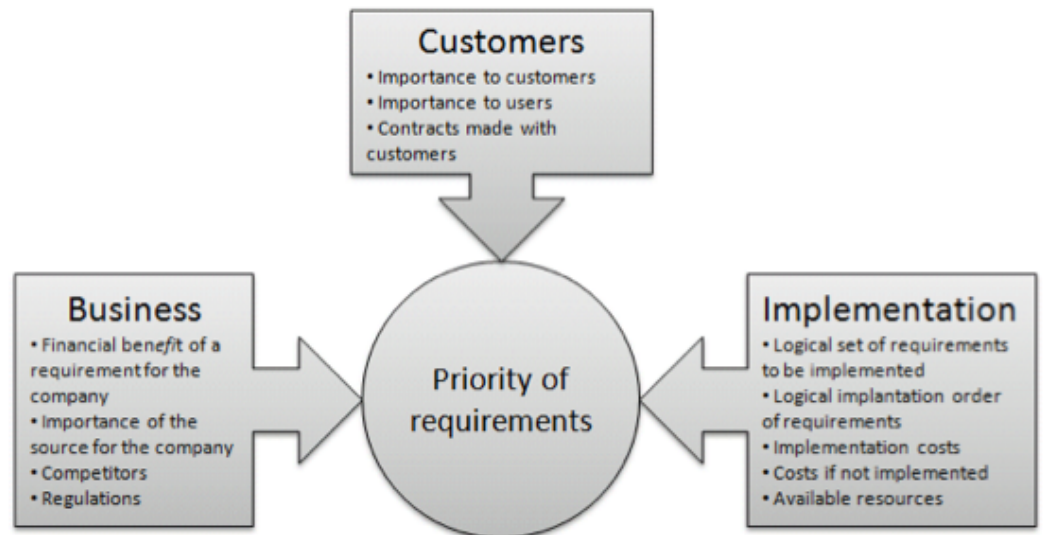 Customers
• Importance to customers
• Importance to users
• Contracts made with
customers
Business
• Financial benefit of a
requirement for the
company
• Importance of the
source for the company
• Competitors
• Regulations
Priority of
requirements
Implementation
• Logical set of requirements
to be implemented
• Logical implantation order
of requirements
• Implementation costs
• Costs if not implemented
• Available resources